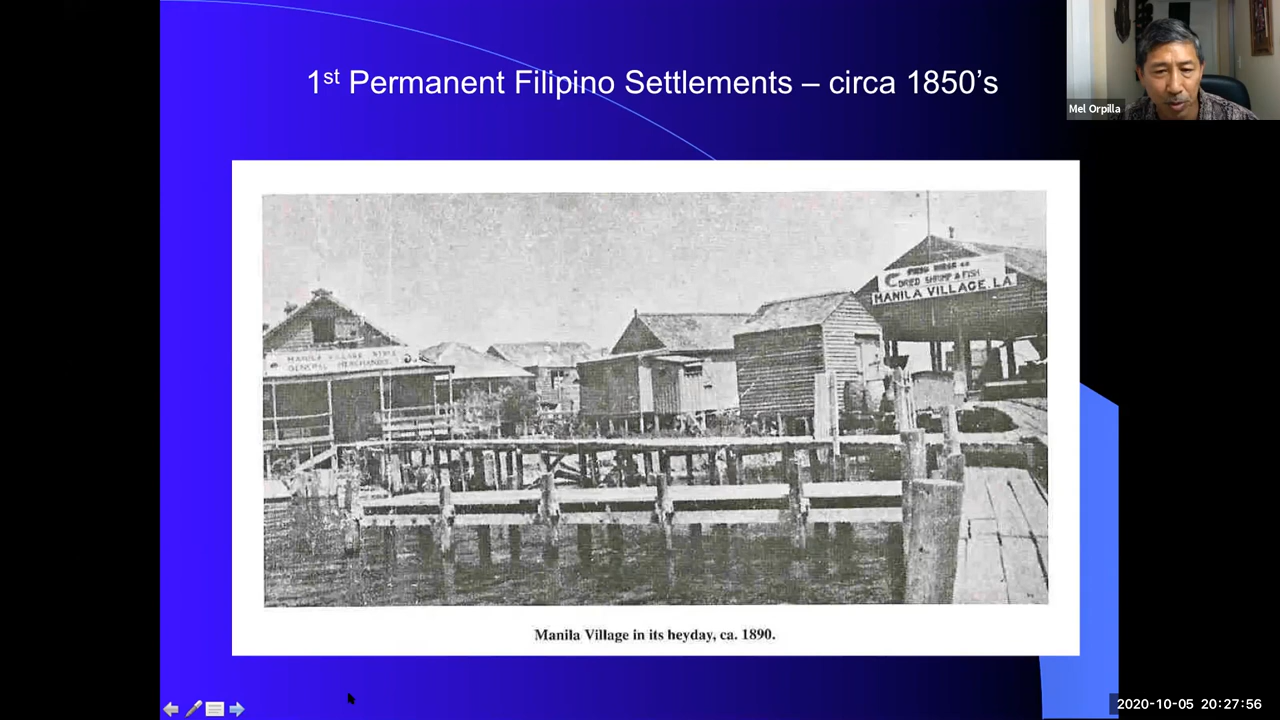 1st Permanent Filipino Settlements – circa 1850's
Mel Orpilla
DRIED SHRIMP & FISH
MANILA VILLAGE, LA.
MANILA VILLAGE STORE
GENERAL MERCHANDISE
Manila Village in its heyday, ca. 1890.
2020-10-05 20:27:56